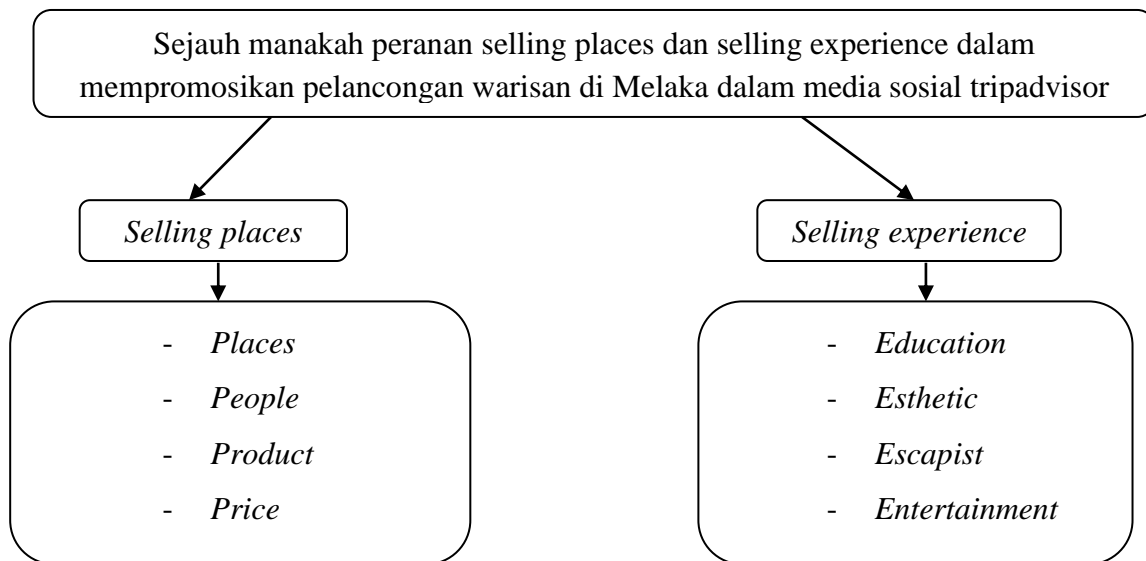 Sejauh manakah peranan selling places dan selling experience dalam
mempromosikan pelancongan warisan di Melaka dalam media sosial tripadvisor
Selling places
- Places
- People
- Product
- Price
Selling experience
- Education
- Esthetic
- Escapist
- Entertainment